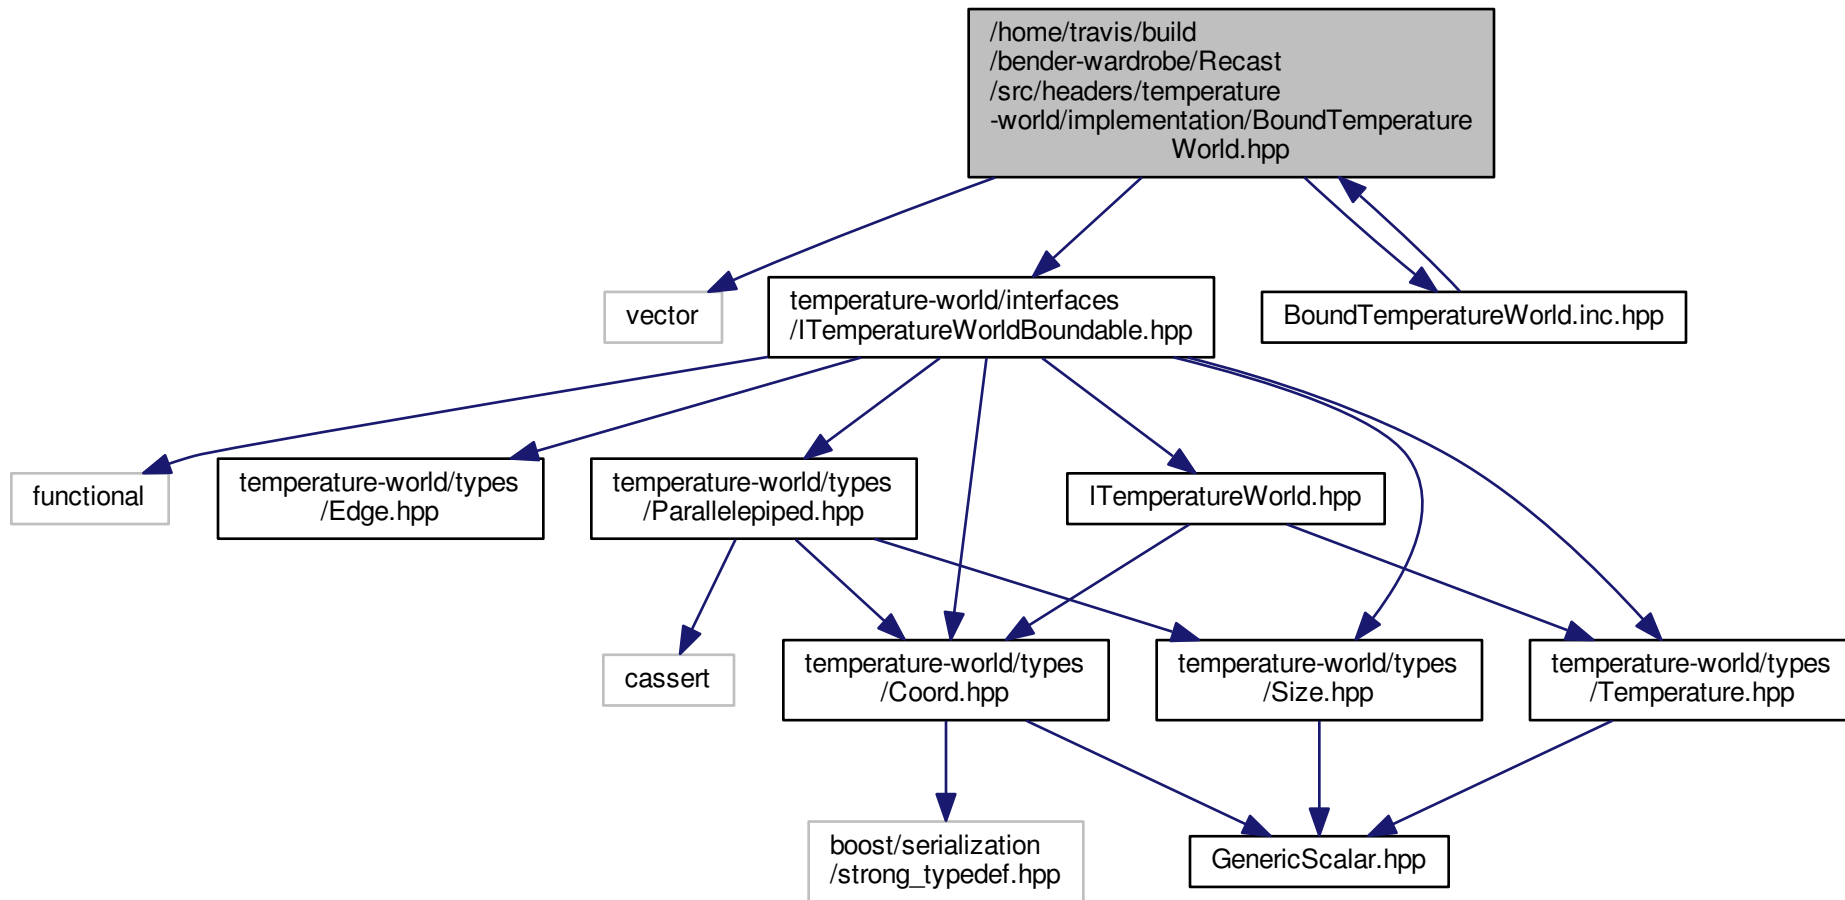 /home/travis/build
/bender-wardrobe/Recast
/src/headers/temperature
-world/implementation/BoundTemperature
World.hpp
vector
temperature-world/interfaces
/ITemperatureWorldBoundable.hpp
BoundTemperatureWorld.inc.hpp
functional
temperature-world/types
/Edge.hpp
temperature-world/types
/Parallelepiped.hpp
ITemperatureWorld.hpp
cassert
temperature-world/types
/Coord.hpp
temperature-world/types
/Size.hpp
temperature-world/types
/Temperature.hpp
boost/serialization
/strong_typedef.hpp
GenericScalar.hpp